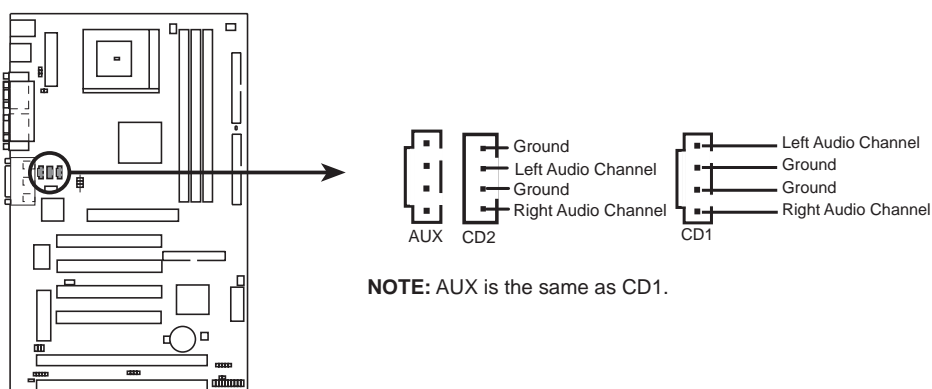 Ground
Left Audio Channel
Ground
Right Audio Channel
AUX
CD2
Left Audio Channel
Ground
Ground
Right Audio Channel
CD1
NOTE: AUX is the same as CD1.